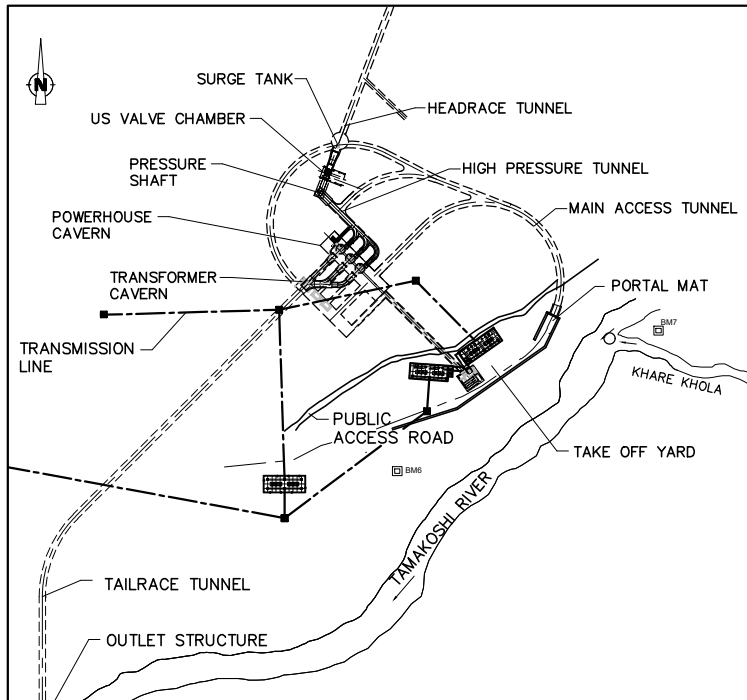 N
SURGE TANK
HEADRACE TUNNEL
US VALVE CHAMBER
PRESSURE
SHAFT
HIGH PRESSURE TUNNEL
MAIN ACCESS TUNNEL
POWERHOUSE
CAVERN
TRANSFORMER
CAVERN
PORTAL MAT
BM7
TRANSMISSION
LINE
KHARE KHOLA
PUBLIC
ACCESS ROAD
TAKE OFF YARD
BM6
TAMAKOSHI RIVER
TAILRACE TUNNEL
OUTLET STRUCTURE